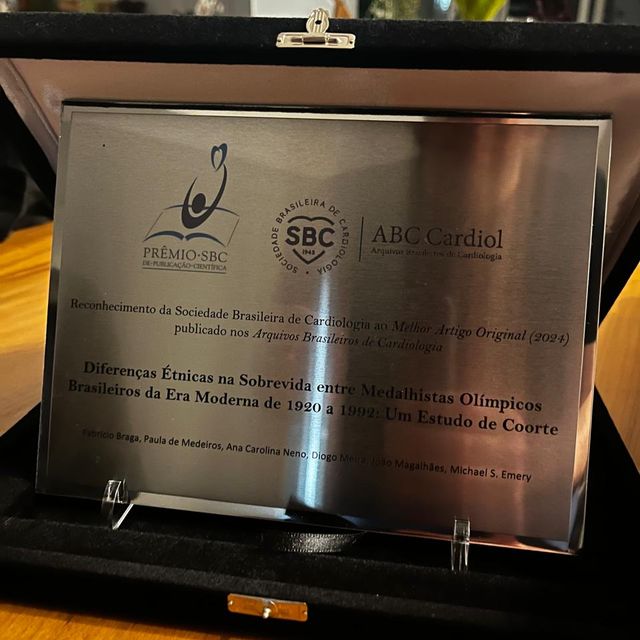 PRÊMIO·SBC
DE·PUBLICAÇÃO·CIENTÍFICA
SOCIEDADE BRASILEIRA DE CARDIOLOGIA
SBC
1943
ABC Cardiol
Arquivos Brasileiros de Cardiologia
Reconhecimento da Sociedade Brasileira de Cardiologia ao Melhor Artigo Original (2024)
publicado nos Arquivos Brasileiros de Cardiologia
Diferenças Étnicas na Sobrevida entre Medalhistas Olímpicos
Brasileiros da Era Moderna de 1920 a 1992: Um Estudo de Coorte
Fabrício Braga, Paula de Medeiros, Ana Carolina Neno, Diogo Meira, João Magalhães, Michael S. Emery